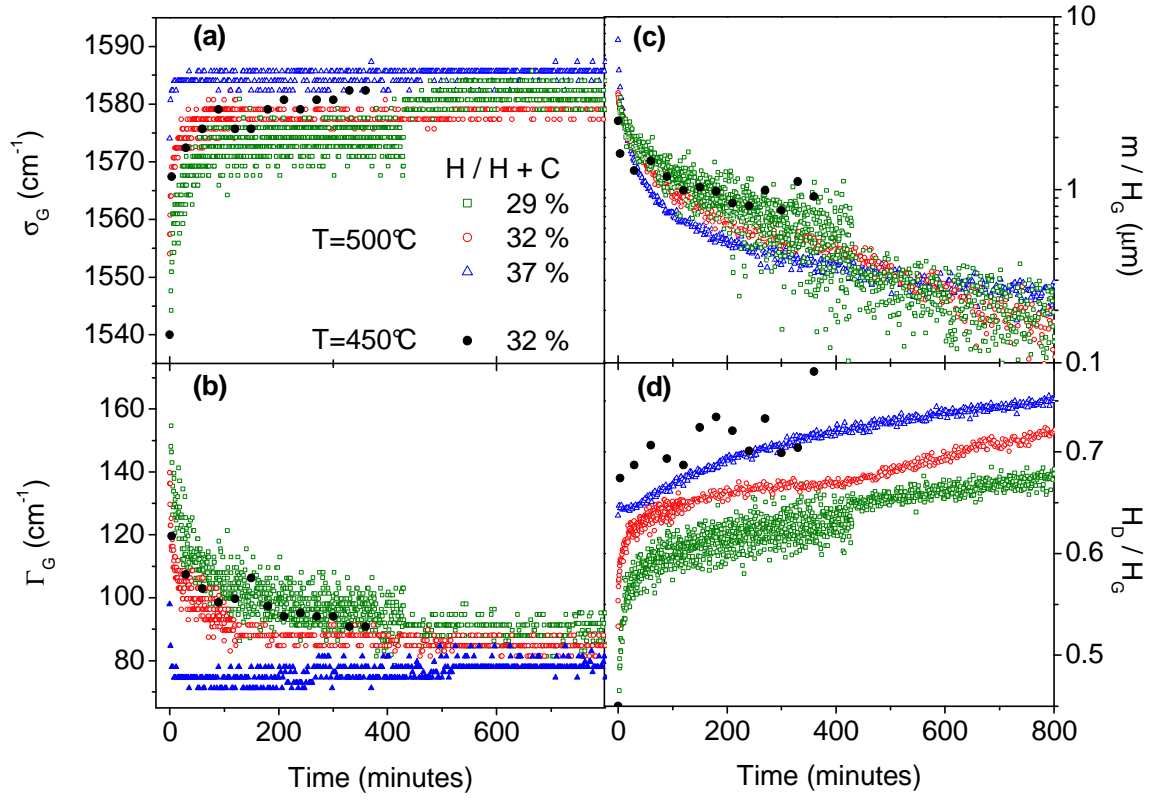 (a)
1590
1580
1570
1560
1550
1540
σG (cm-1)
H / H + C
29 %
T=500°C
32 %
37 %
T=450°C
32 %
(c)
10
1
0.1
m / HG (μm)
(b)
160
140
120
100
80
ΓG (cm-1)
0
200
400
600
Time (minutes)
(d)
0.7
0.6
0.5
HD / HG
0
200
400
600
800
Time (minutes)